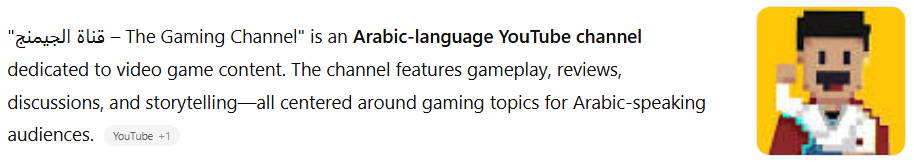 "قناة الجيمنج – The Gaming Channel" is an Arabic-language YouTube channel
dedicated to video game content. The channel features gameplay, reviews,
discussions, and storytelling—all centered around gaming topics for Arabic-speaking
audiences. YouTube +1